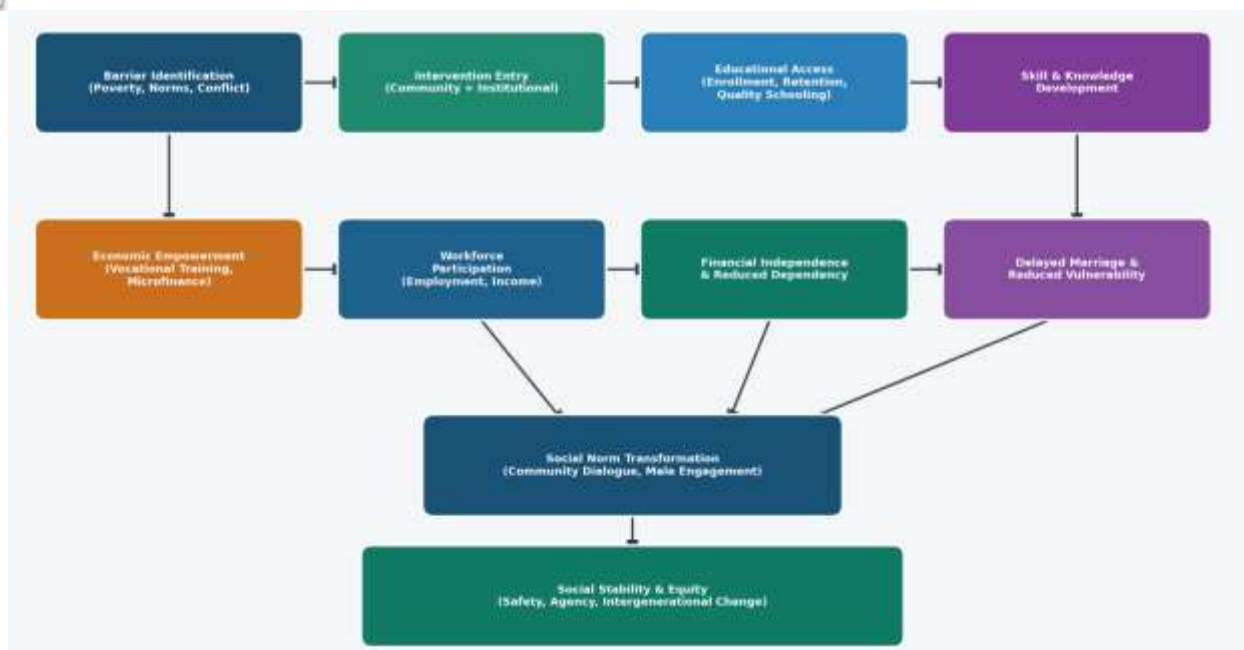 Barrier Identification
(Poverty, Norms, Conflict)
Intervention Entry
(Community + Institutional)
Educational Access
(Enrollment, Retention,
Quality Schooling)
Skill & Knowledge
Development
Economic Empowerment
(Vocational Training,
Microfinance)
Workforce
Participation
(Employment, Income)
Financial Independence
& Reduced Dependency
Delayed Marriage &
Reduced Vulnerability
Social Norm Transformation
(Community Dialogue, Male Engagement)
Social Stability & Equity
(Safety, Agency, Intergenerational Change)